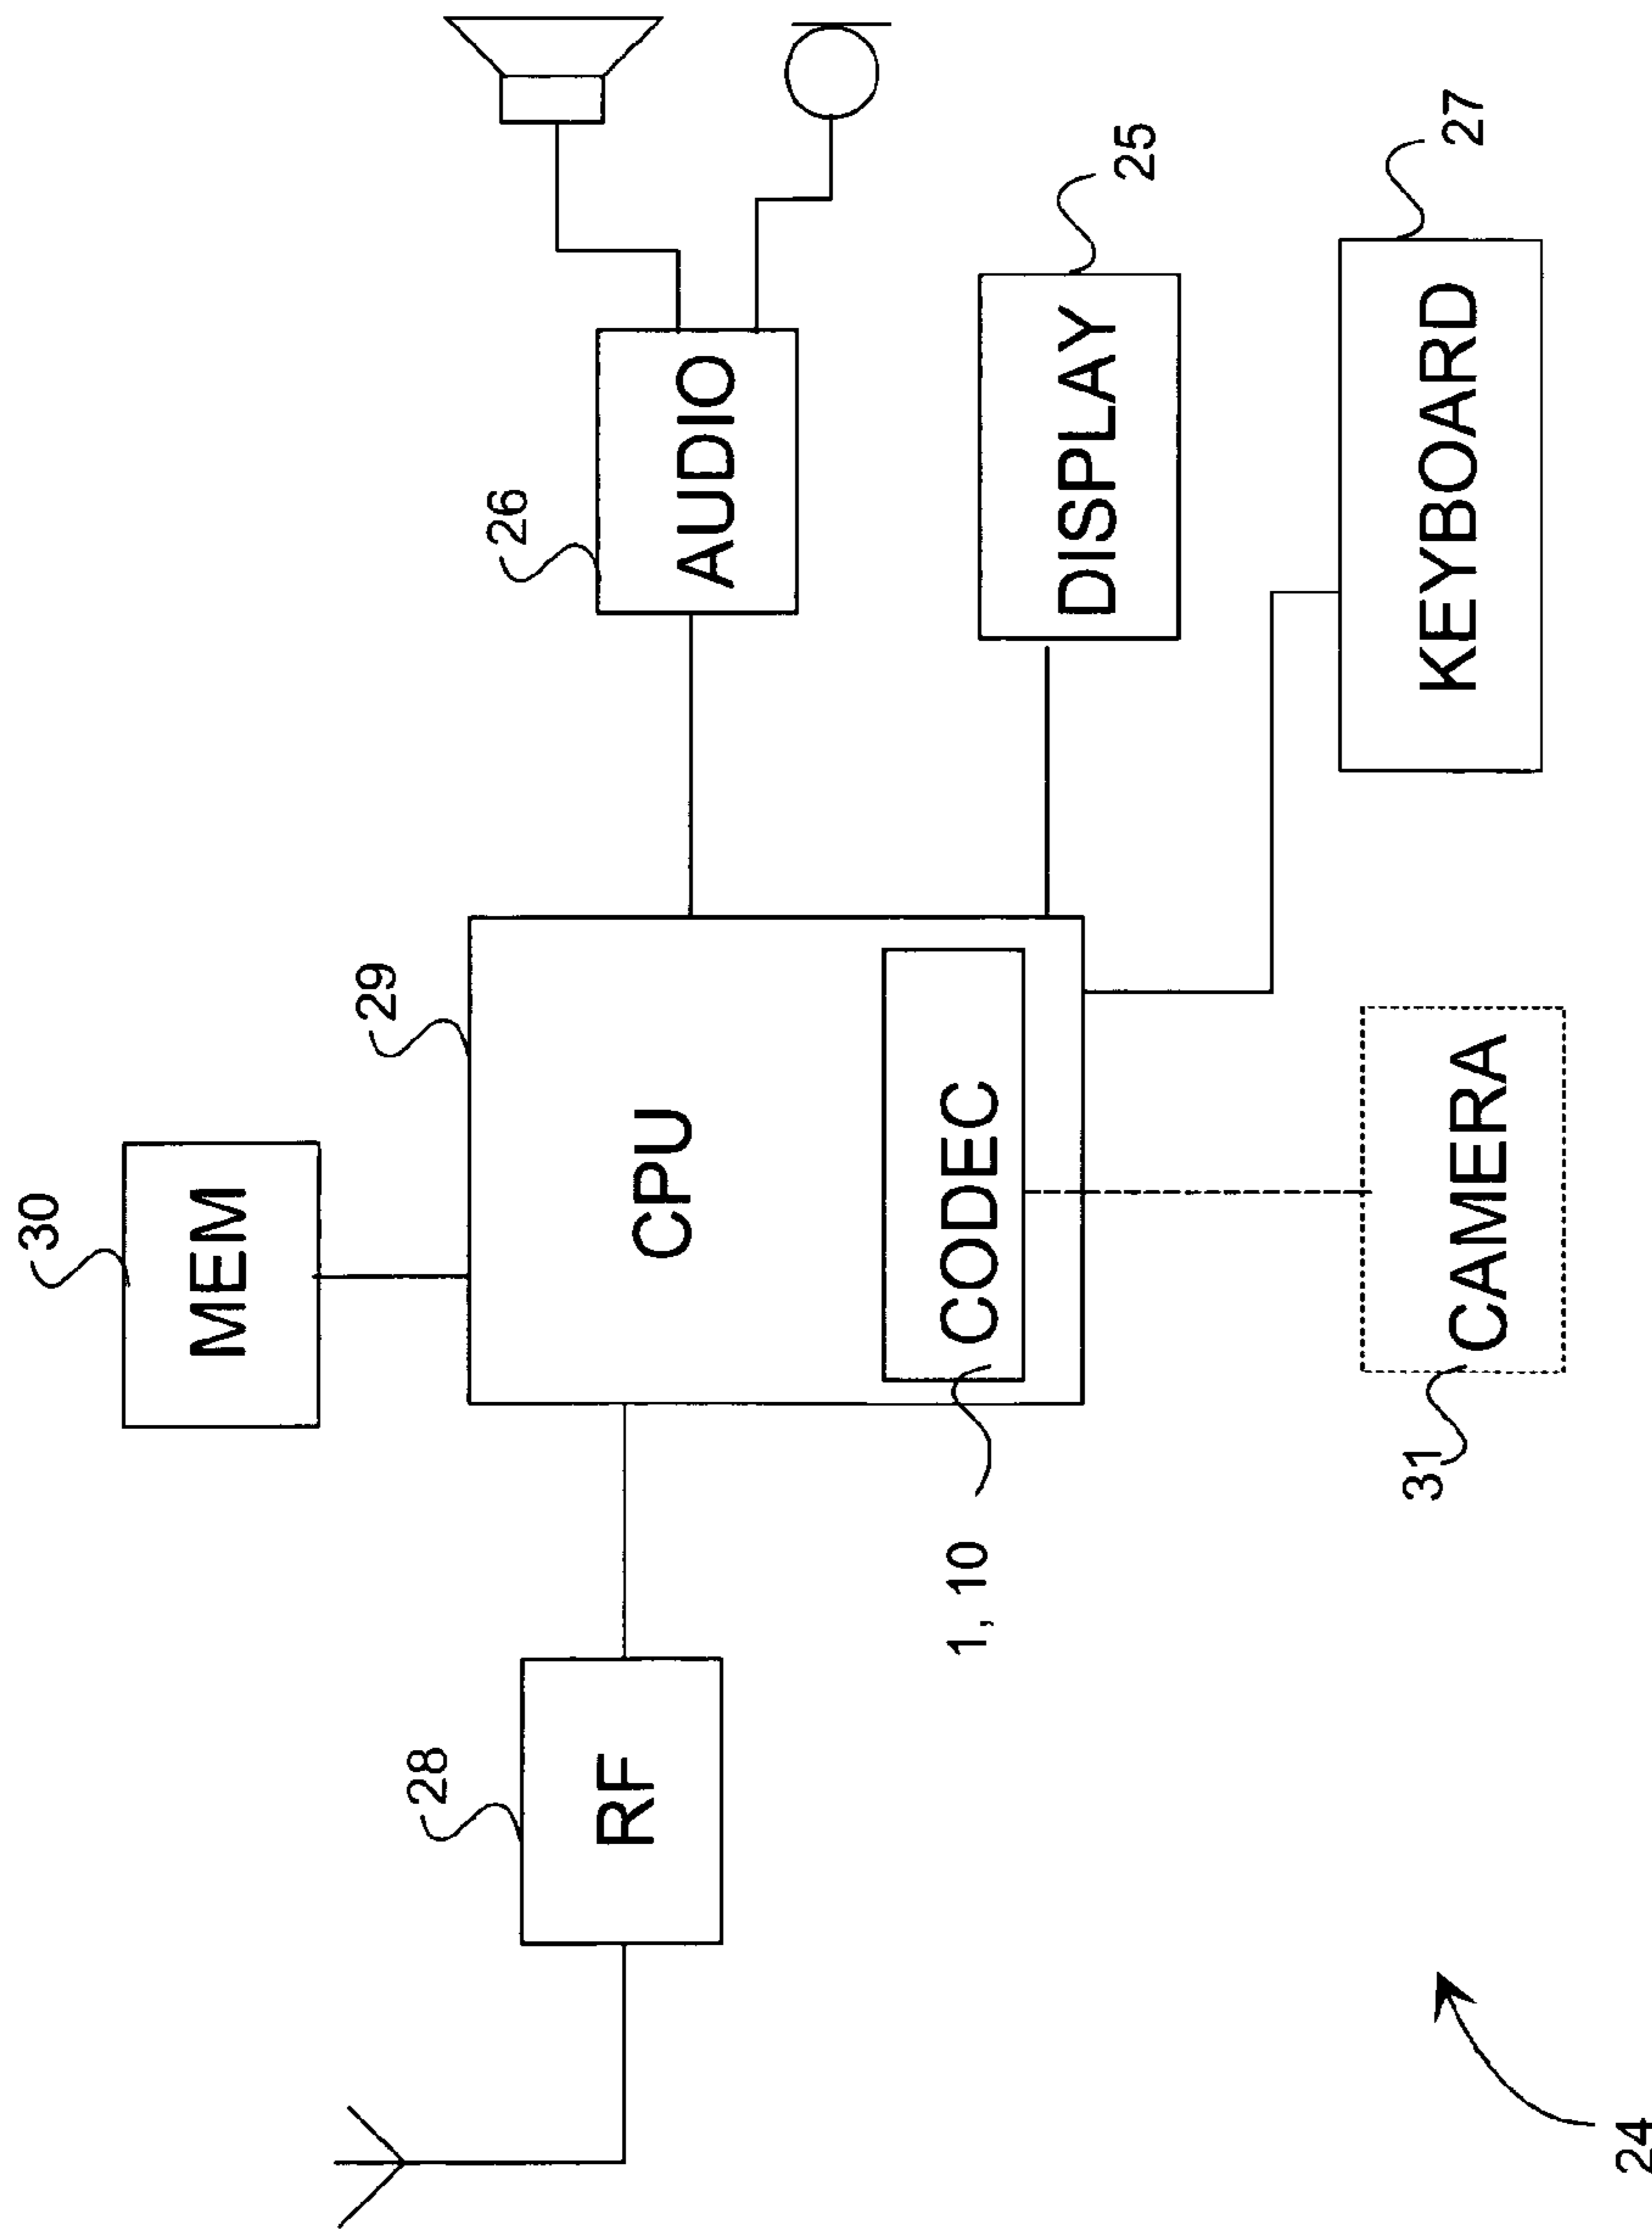 30
MEM
29
26
28
RF
CPU
AUDIO
1, 10
CODEC
DISPLAY
25
31
CAMERA
KEYBOARD
27
24